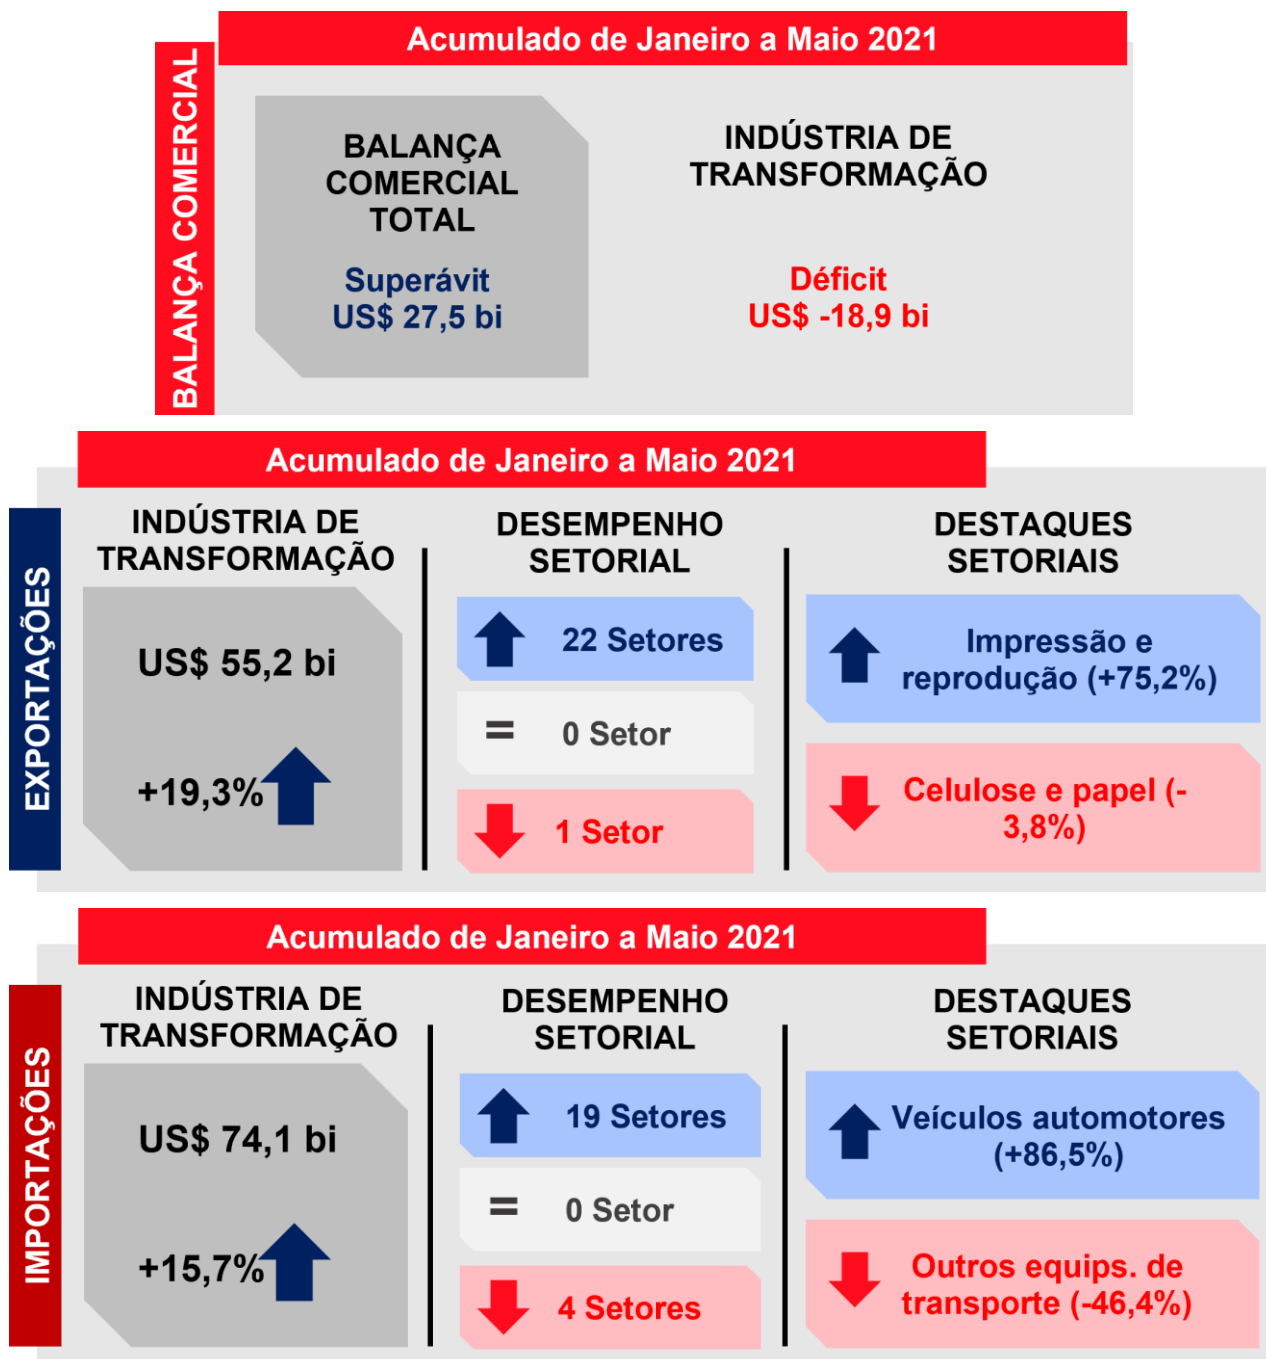 Acumulado de Janeiro a Maio 2021
BALANÇA COMERCIAL
BALANÇA
COMERCIAL
TOTAL
Superávit
US$ 27,5 bi
INDÚSTRIA DE
TRANSFORMAÇÃO
Déficit
US$ -18,9 bi
Acumulado de Janeiro a Maio 2021
EXPORTAÇÕES
INDÚSTRIA DE
TRANSFORMAÇÃO
US$ 55,2 bi
+19,3%
DESEMPENHO
SETORIAL
22 Setores
= 0 Setor
1 Setor
DESTAQUES
SETORIAIS
Impressão e
reprodução (+75,2%)
Celulose e papel (-
3,8%)
Acumulado de Janeiro a Maio 2021
IMPORTAÇÕES
INDÚSTRIA DE
TRANSFORMAÇÃO
US$ 74,1 bi
+15,7%
DESEMPENHO
SETORIAL
19 Setores
= 0 Setor
4 Setores
DESTAQUES
SETORIAIS
Veículos automotores
(+86,5%)
Outros equips. de
transporte (-46,4%)